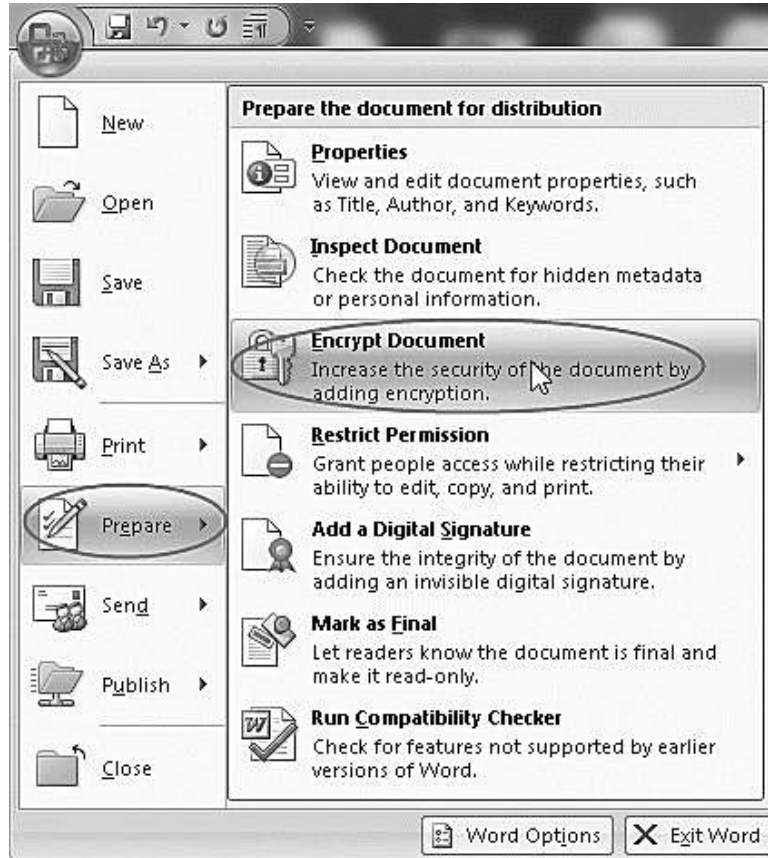 New
Open
Save
Save As
Print
Prepare
Send
Publish
Close
Prepare the document for distribution
Properties
View and edit document properties, such
as Title, Author, and Keywords.
Inspect Document
Check the document for hidden metadata
or personal information.
Encrypt Document
Increase the security of the document by
adding encryption.
Restrict Permission
Grant people access while restricting their
ability to edit, copy, and print.
Add a Digital Signature
Ensure the integrity of the document by
adding an invisible digital signature.
Mark as Final
Let readers know the document is final and
make it read-only.
Run Compatibility Checker
Check for features not supported by earlier
versions of Word.
Word Options
Exit Word